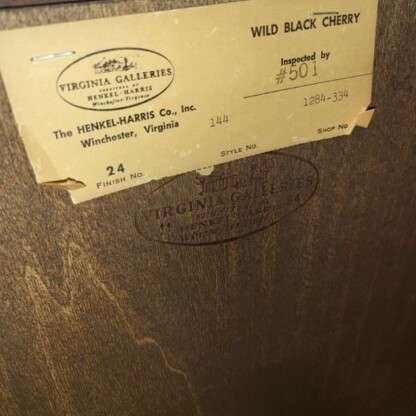 WILD BLACK CHERRY
VIRGINIA GALLERIES
HENKEL-HARRIS
Winchester, Virginia
Inspected by
#501
The HENKEL-HARRIS Co., Inc.
Winchester, Virginia
144
1284-334
24
FINISH NO.
STYLE NO.
SHOP NO.
VIRGINIA GALLERIES